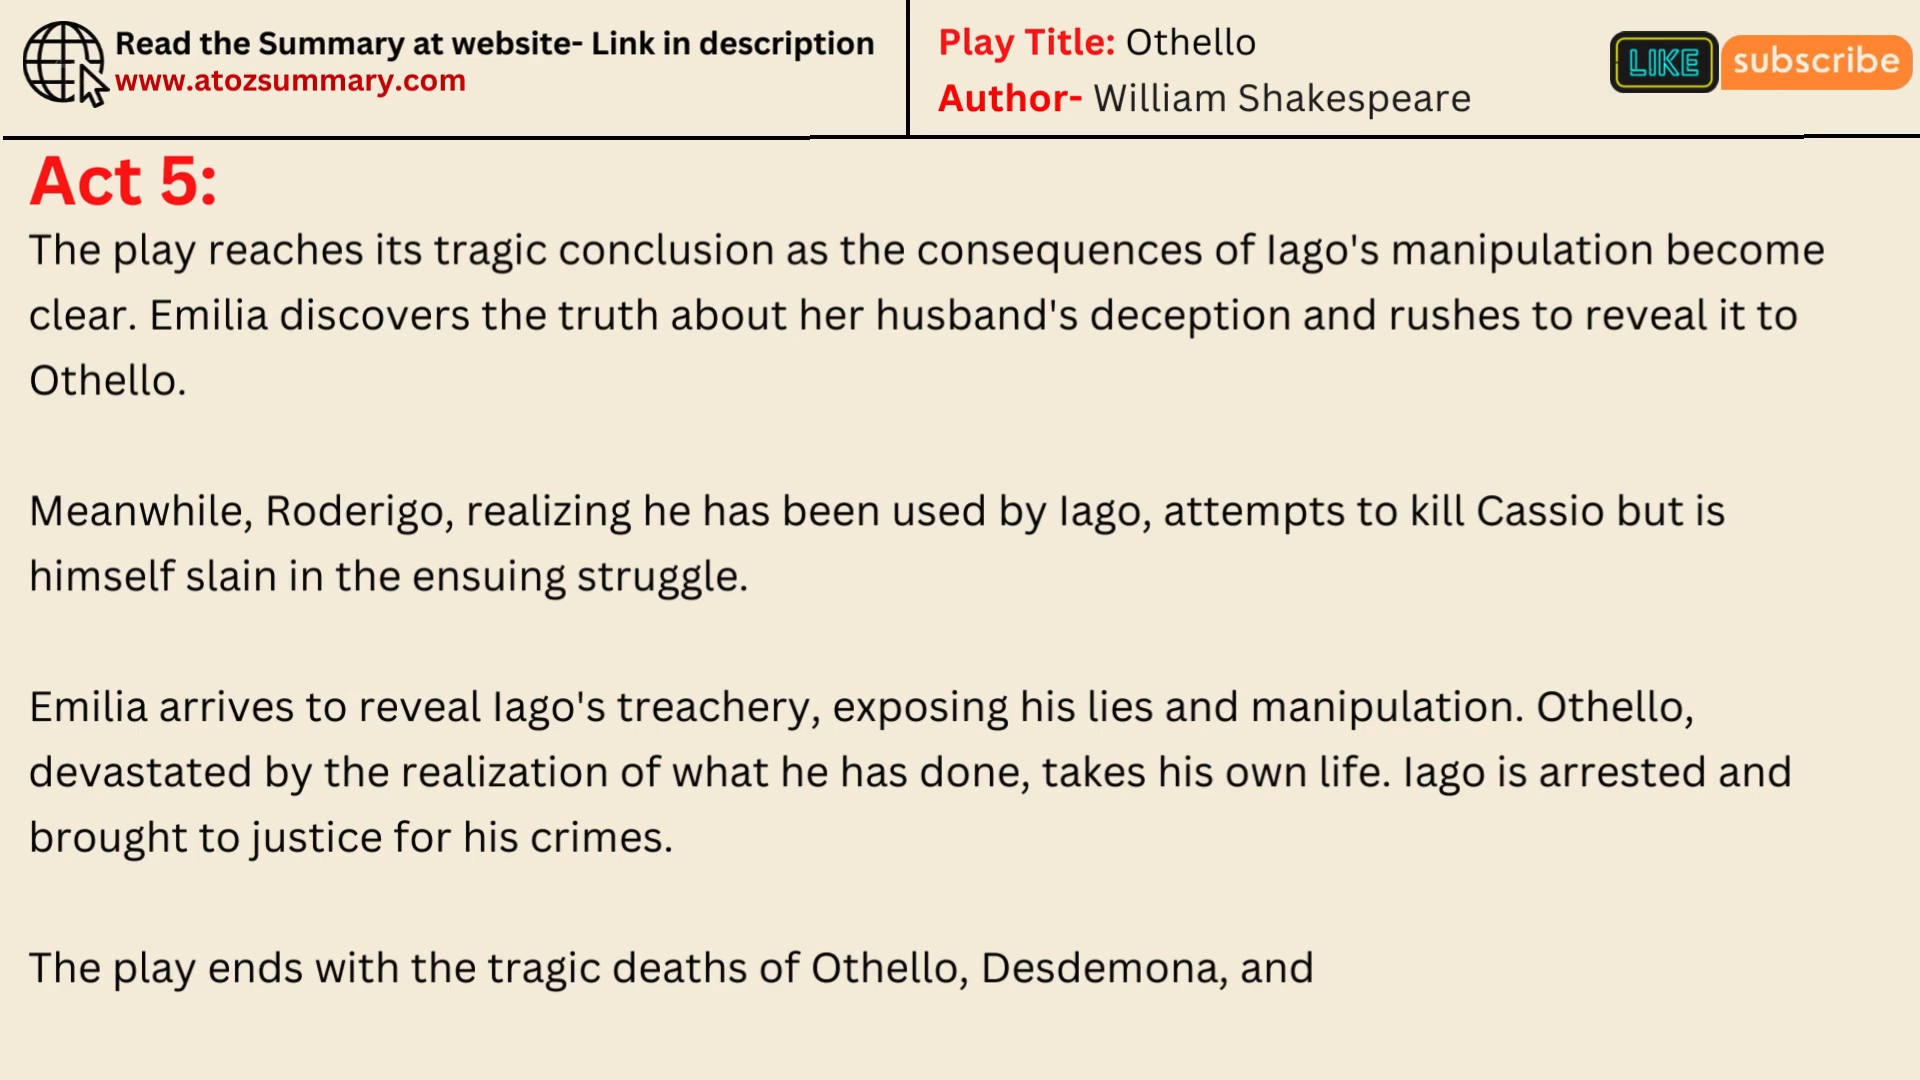 Read the Summary at website- Link in description
www.atozsummary.com
Play Title: Othello
Author- William Shakespeare
LIKE
subscribe
Act 5:
The play reaches its tragic conclusion as the consequences of Iago's manipulation become
clear. Emilia discovers the truth about her husband's deception and rushes to reveal it to
Othello.
Meanwhile, Roderigo, realizing he has been used by Iago, attempts to kill Cassio but is
himself slain in the ensuing struggle.
Emilia arrives to reveal Iago's treachery, exposing his lies and manipulation. Othello,
devastated by the realization of what he has done, takes his own life. Iago is arrested and
brought to justice for his crimes.
The play ends with the tragic deaths of Othello, Desdemona, and